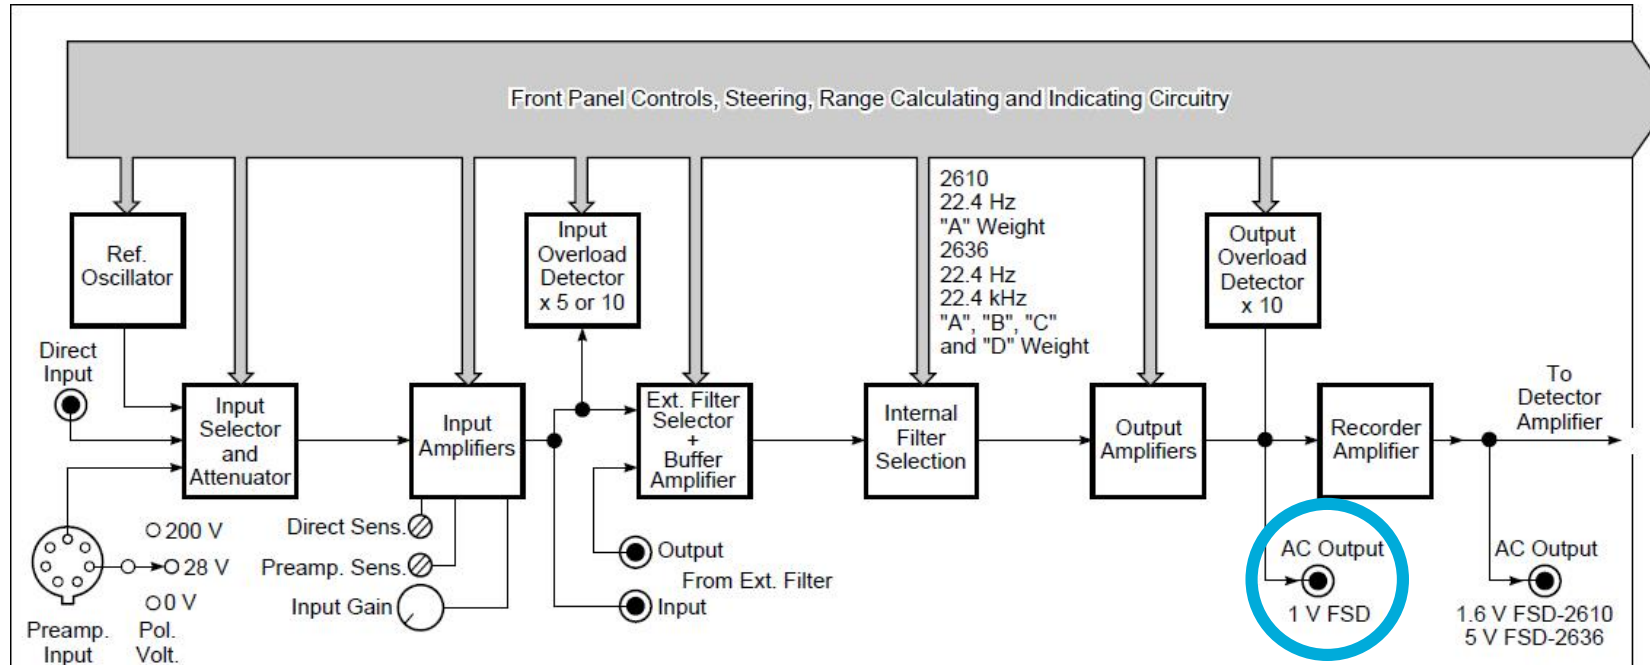 Front Panel Controls, Steering, Range Calculating and Indicating Circuitry
2610
22.4 Hz
"A" Weight
2636
22.4 Hz
22.4 kHz
"A", "B", "C"
and "D" Weight
Ref.
Oscillator
Input
Overload
Detector
x 5 or 10
Output
Overload
Detector
x 10
Direct
Input
Input
Selector
and
Attenuator
Input
Amplifiers
Ext. Filter
Selector
+
Buffer
Amplifier
Internal
Filter
Selection
Output
Amplifiers
Recorder
Amplifier
To
Detector
Amplifier
200 V
28 V
0 V
Preamp.
Input
Pol.
Volt.
Direct Sens.
Preamp. Sens.
Input Gain
Output
From Ext. Filter
Input
AC Output
1 V FSD
AC Output
1.6 V FSD-2610
5 V FSD-2636